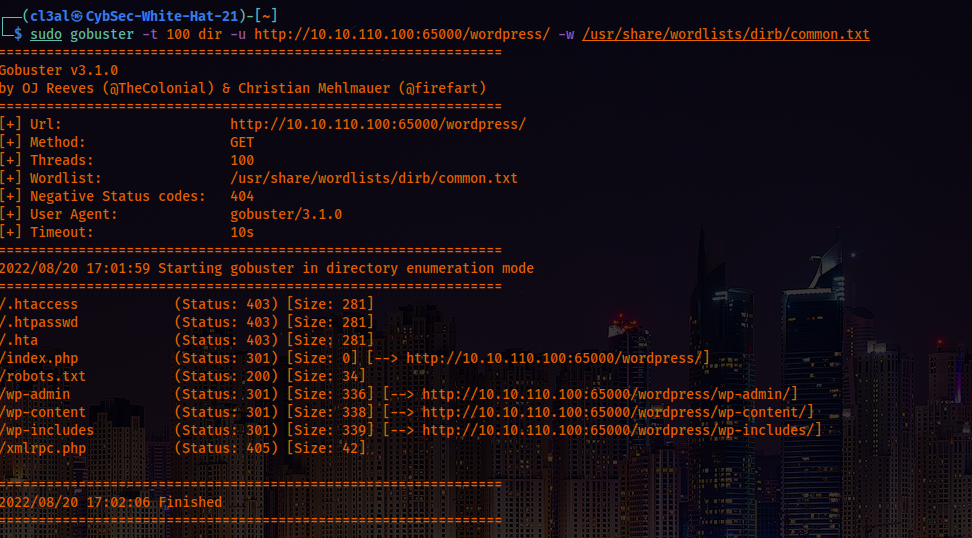 ┌──(cl3al㉿CybSec-White-Hat-21)-[~]
└─$ sudo gobuster -t 100 dir -u http://10.10.110.100:65000/wordpress/ -w /usr/share/wordlists/dirb/common.txt
===============================================================
Gobuster v3.1.0
by OJ Reeves (@TheColonial) & Christian Mehlmauer (@firefart)
===============================================================
[+] Url:                     http://10.10.110.100:65000/wordpress/
[+] Method:                  GET
[+] Threads:                 100
[+] Wordlist:                /usr/share/wordlists/dirb/common.txt
[+] Negative Status codes:   404
[+] User Agent:              gobuster/3.1.0
[+] Timeout:                 10s
===============================================================
2022/08/20 17:01:59 Starting gobuster in directory enumeration mode
===============================================================
/.htaccess            (Status: 403) [Size: 281]
/.htpasswd            (Status: 403) [Size: 281]
/.hta                 (Status: 403) [Size: 281]
/index.php            (Status: 301) [Size: 0] [--> http://10.10.110.100:65000/wordpress/]
/robots.txt           (Status: 200) [Size: 34]
/wp-admin             (Status: 301) [Size: 336] [--> http://10.10.110.100:65000/wordpress/wp-admin/]
/wp-content           (Status: 301) [Size: 338] [--> http://10.10.110.100:65000/wordpress/wp-content/]
/wp-includes          (Status: 301) [Size: 339] [--> http://10.10.110.100:65000/wordpress/wp-includes/]
/xmlrpc.php           (Status: 405) [Size: 42]
===============================================================
2022/08/20 17:02:06 Finished
===============================================================